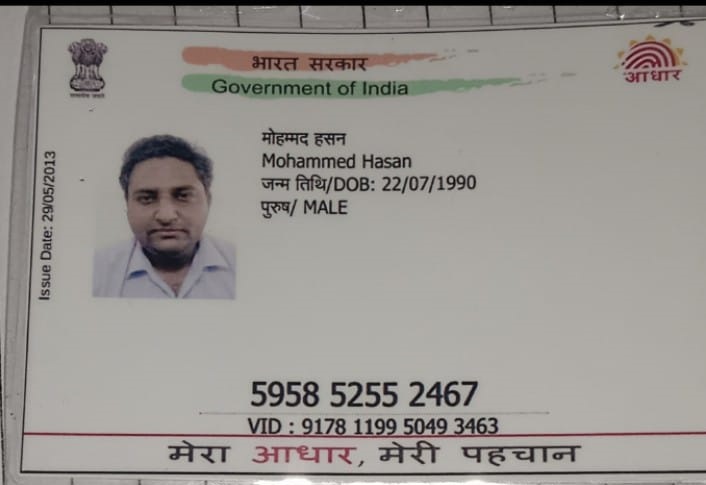 भारत सरकार
Government of India
आधार
Issue Date: 29/05/2013
मोहम्मद हसन
Mohammed Hasan
जन्म तिथि/DOB: 22/07/1990
पुरुष/ MALE
5958 5255 2467
VID : 9178 1199 5049 3463
मेरा आधार, मेरी पहचान